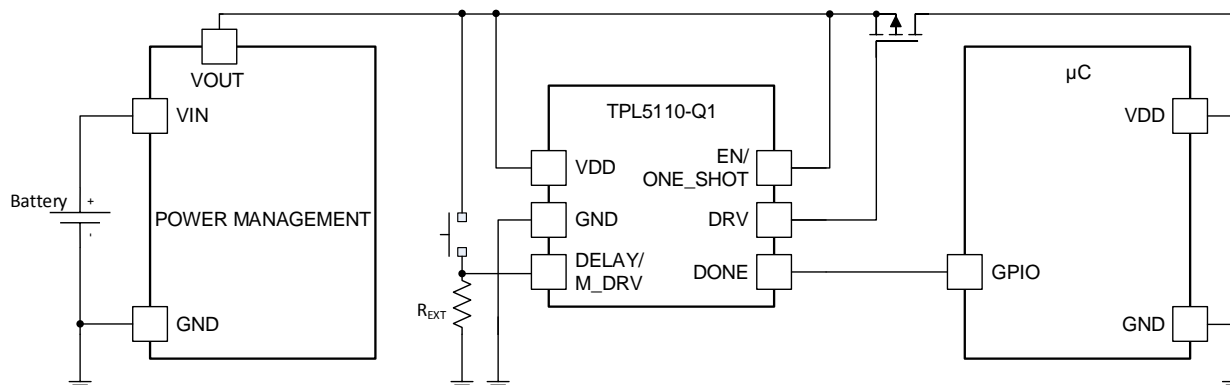 VOUT
VIN
Battery
+
-
POWER MANAGEMENT
GND
REXT
TPL5110-Q1
VDD
GND
DELAY/
M_DRV
EN/
ONE_SHOT
DRV
DONE
µC
VDD
GPIO
GND